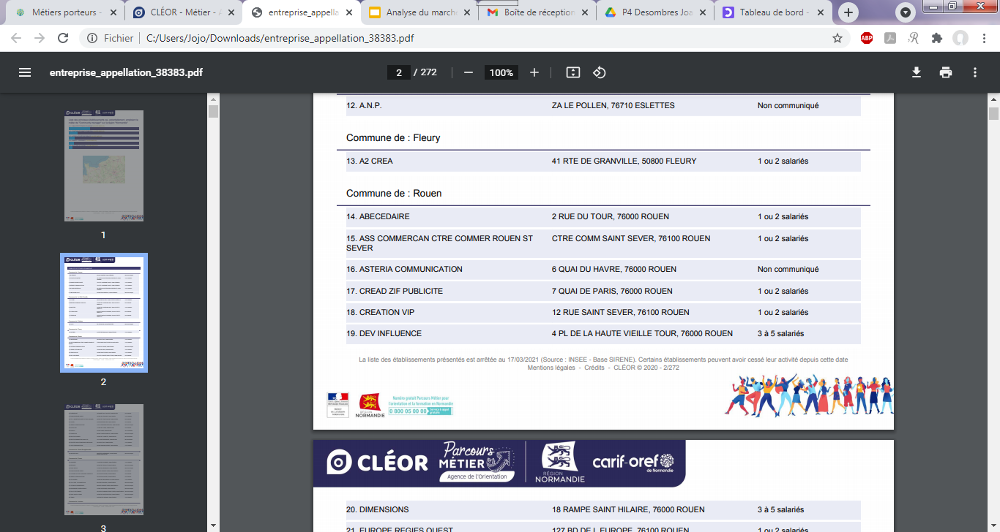 Métiers porteurs -
CLÉOR - Métier - A
entreprise_appella
Analyse du march
Boîte de réception
P4 Desombres Joa
Tableau de bord -
Fichier
C:/Users/Jojo/Downloads/entreprise_appellation_38383.pdf
ABP
entreprise_appellation_38383.pdf
2 / 272
100%
12. A.N.P. ZA LE POLLEN, 76710 ESLETTES Non communiqué
Commune de : Fleury
13. A2 CREA 41 RTE DE GRANVILLE, 50800 FLEURY 1 ou 2 salariés
Commune de : Rouen
14. ABECEDAIRE 2 RUE DU TOUR, 76000 ROUEN 1 ou 2 salariés
15. ASS COMMERCAN CTRE COMMER ROUEN ST CTRE COMM SAINT SEVER, 76100 ROUEN 1 ou 2 salariés
SEVER
16. ASTERIA COMMUNICATION 6 QUAI DU HAVRE, 76000 ROUEN Non communiqué
17. CREAD ZIF PUBLICITE 7 QUAI DE PARIS, 76000 ROUEN 1 ou 2 salariés
18. CREATION VIP 12 RUE SAINT SEVER, 76100 ROUEN 1 ou 2 salariés
19. DEV INFLUENCE 4 PL DE LA HAUTE VIEILLE TOUR, 76000 ROUEN 3 à 5 salariés
La liste des établissements présentés est arrêtée au 17/03/2021 (Source : INSEE - Base SIRENE). Certains établissements peuvent avoir cessé leur activité depuis cette date
Mentions légales - Crédits - CLÉOR © 2020 - 2/272
RÉGION
NORMANDIE
Numéro gratuit Parcours Métier pour
l'orientation et la formation en Normandie
0 800 05 00 00 Service & appel
gratuits
CLÉOR
Parcours
MÉTIER
Agence de l'Orientation
RÉGION
NORMANDIE
carif-oref
de Normandie
20. DIMENSIONS 18 RAMPE SAINT HILAIRE, 76000 ROUEN 3 à 5 salariés
21. EUROPE REGIES OUEST 127 BD DE L EUROPE, 76100 ROUEN 1 ou 2 salariés
1
2
3